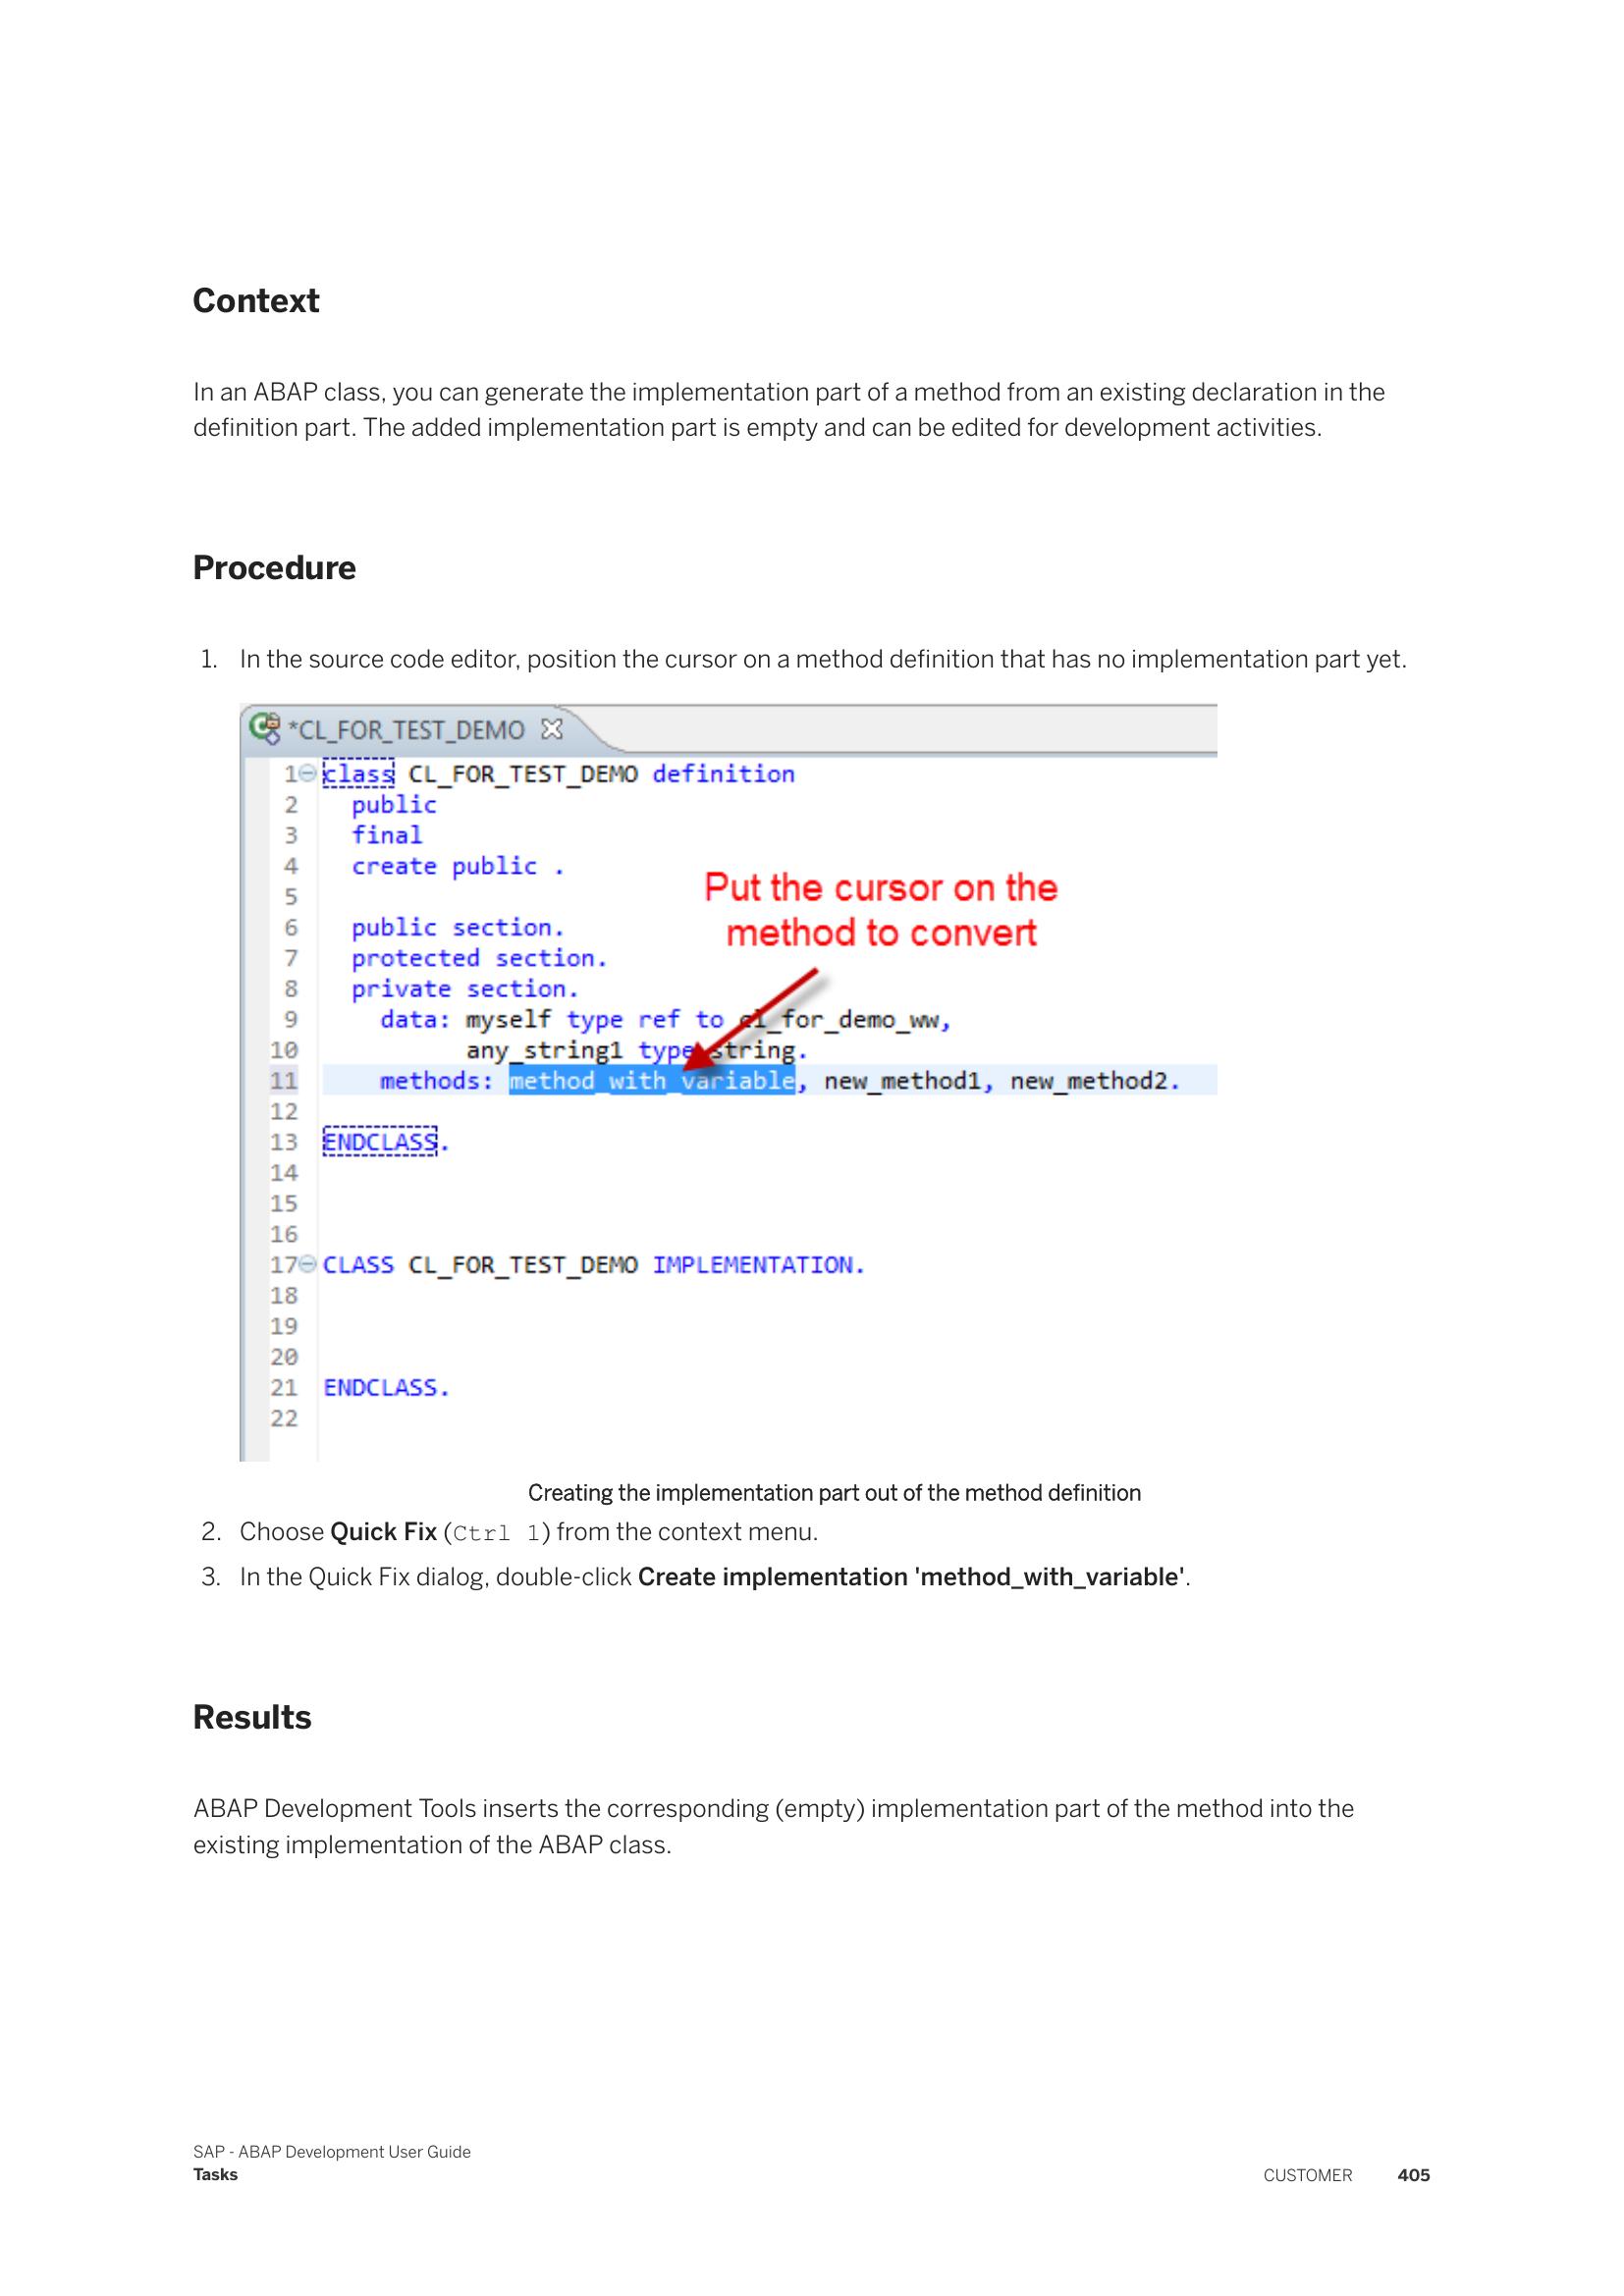 Context
In an ABAP class, you can generate the implementation part of a method from an existing declaration in the
definition part. The added implementation part is empty and can be edited for development activities.
Procedure
1. In the source code editor, position the cursor on a method definition that has no implementation part yet.
*CL_FOR_TEST_DEMO
1 class CL_FOR_TEST_DEMO definition
2 public
3 final
4 create public .
5
Put the cursor on the
method to convert
6 public section.
7 protected section.
8 private section.
9 data: myself type ref to cl_for_demo_ww,
10 any_string1 type string.
11 methods: method_with_variable, new_method1, new_method2.
12
13 ENDCLASS.
14
15
16
17 CLASS CL_FOR_TEST_DEMO IMPLEMENTATION.
18
19
20
21 ENDCLASS.
22
Creating the implementation part out of the method definition
2. Choose Quick Fix (Ctrl 1) from the context menu.
3. In the Quick Fix dialog, double-click Create implementation 'method_with_variable'.
Results
ABAP Development Tools inserts the corresponding (empty) implementation part of the method into the
existing implementation of the ABAP class.
SAP - ABAP Development User Guide
Tasks
CUSTOMER 405